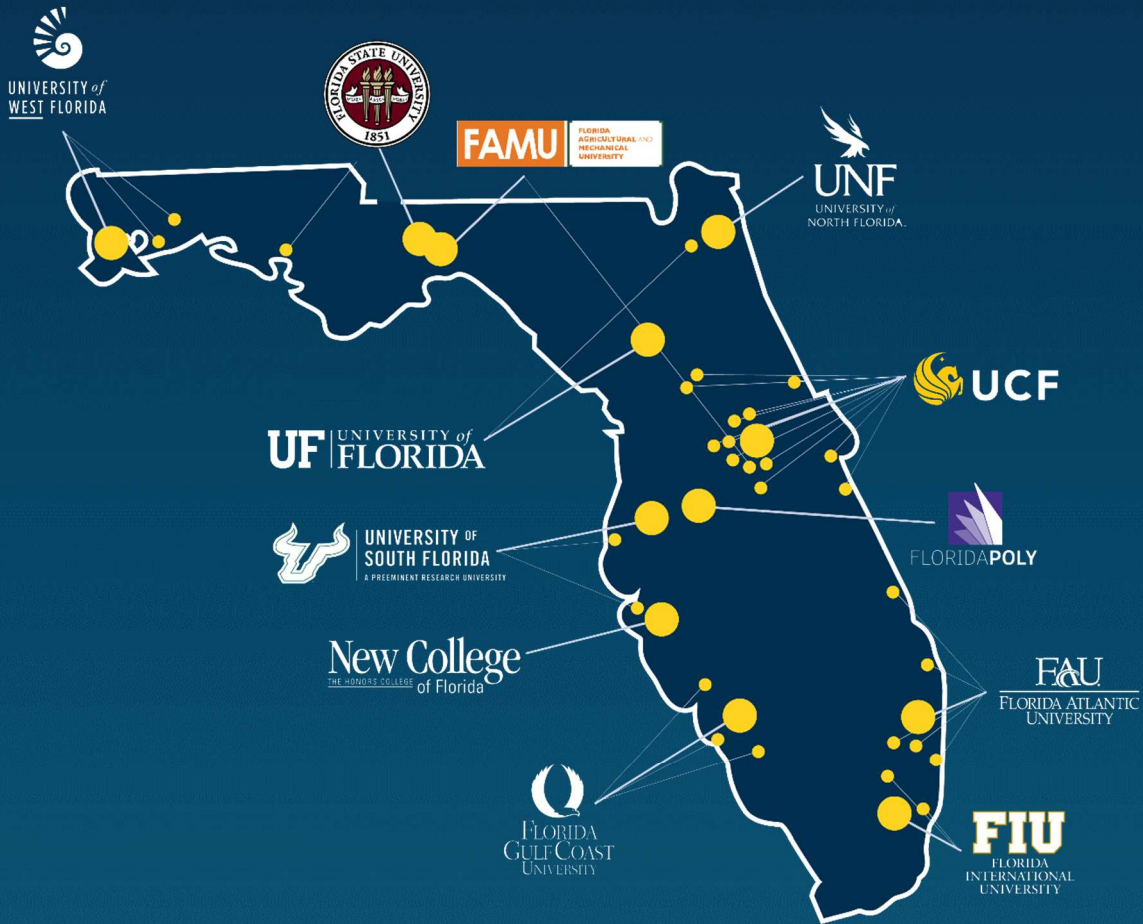 UNIVERSITY of
WEST FLORIDA
FLORIDA STATE UNIVERSITY
1851
FAMU
FLORIDA
AGRICULTURAL AND
MECHANICAL
UNIVERSITY
UNF
UNIVERSITY of
NORTH FLORIDA.
UCF
UF
UNIVERSITY of
FLORIDA
UNIVERSITY OF
SOUTH FLORIDA
A PREEMINENT RESEARCH UNIVERSITY
FLORIDAPOLY
New College
THE HONORS COLLEGE
of Florida
FAU
FLORIDA ATLANTIC
UNIVERSITY
FLORIDA
GULF COAST
UNIVERSITY
FIU
FLORIDA
INTERNATIONAL
UNIVERSITY